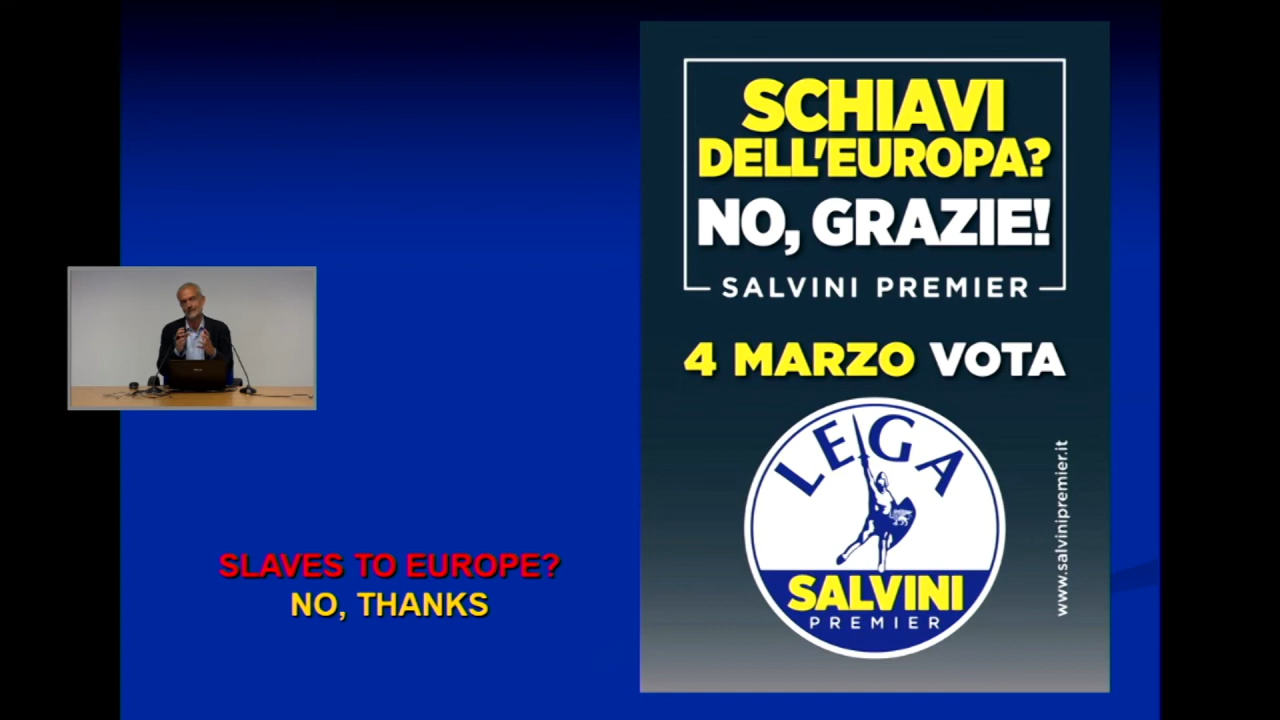 SCHIAVI
DELL'EUROPA?
NO, GRAZIE!
SALVINI PREMIER
4 MARZO VOTA
LEGA
SALVINI
PREMIER
www.salvinipremier.it
SLAVES TO EUROPE?
NO, THANKS